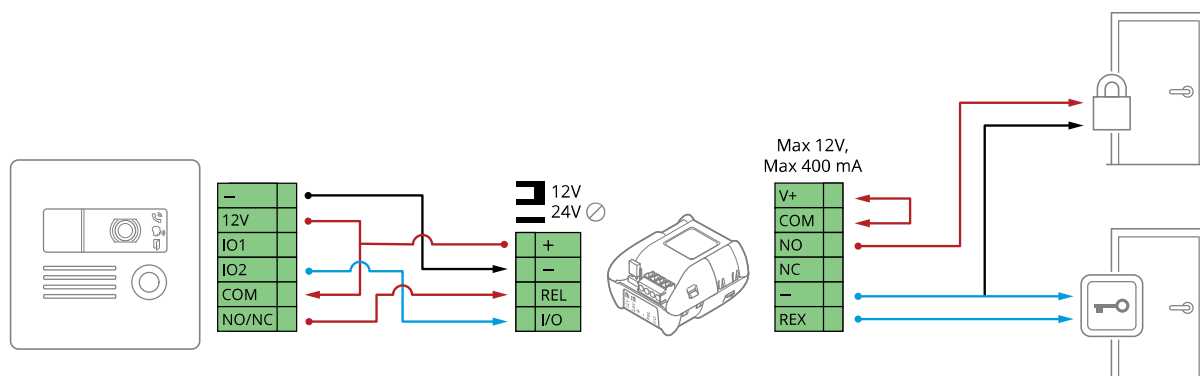 Max 12V,
Max 400 mA
12V
24V
–
12V
IO1
IO2
COM
NO/NC
+
–
REL
I/O
V+
COM
NO
NC
–
REX